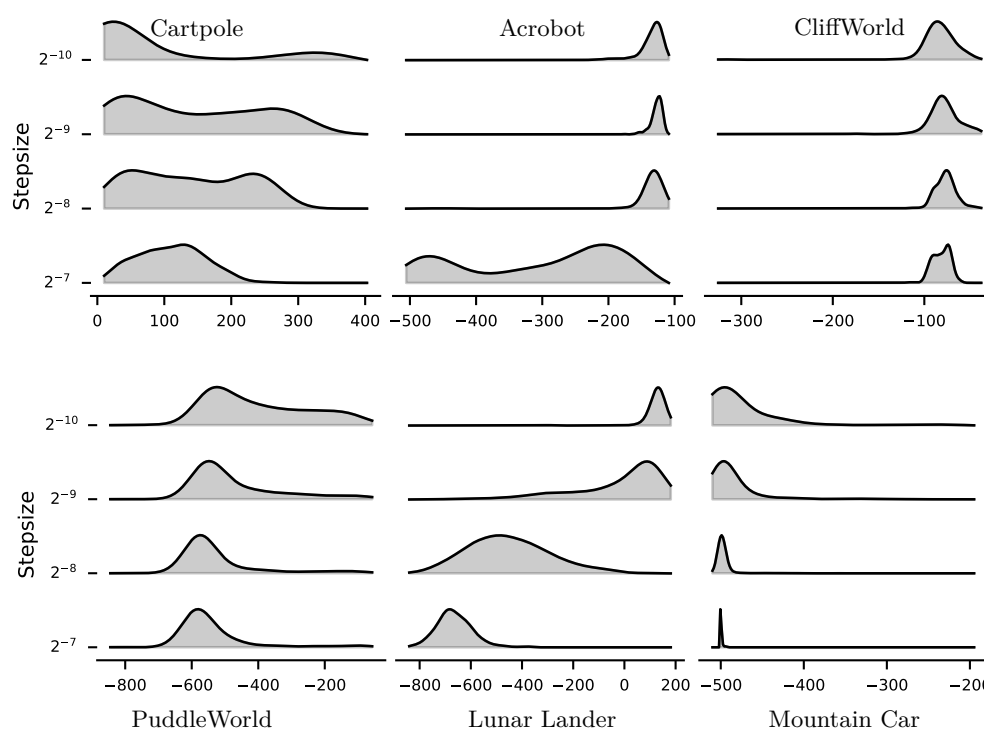 Cartpole Acrobot CliffWorld
Stepsize
2⁻¹⁰
2⁻⁹
2⁻⁸
2⁻⁷
0 100 200 300 400 −500 −400 −300 −200 −100 −300 −200 −100
Stepsize
2⁻¹⁰
2⁻⁹
2⁻⁸
2⁻⁷
−800 −600 −400 −200 −800 −600 −400 −200 0 200 −500 −400 −300
PuddleWorld Lunar Lander Mountain Car